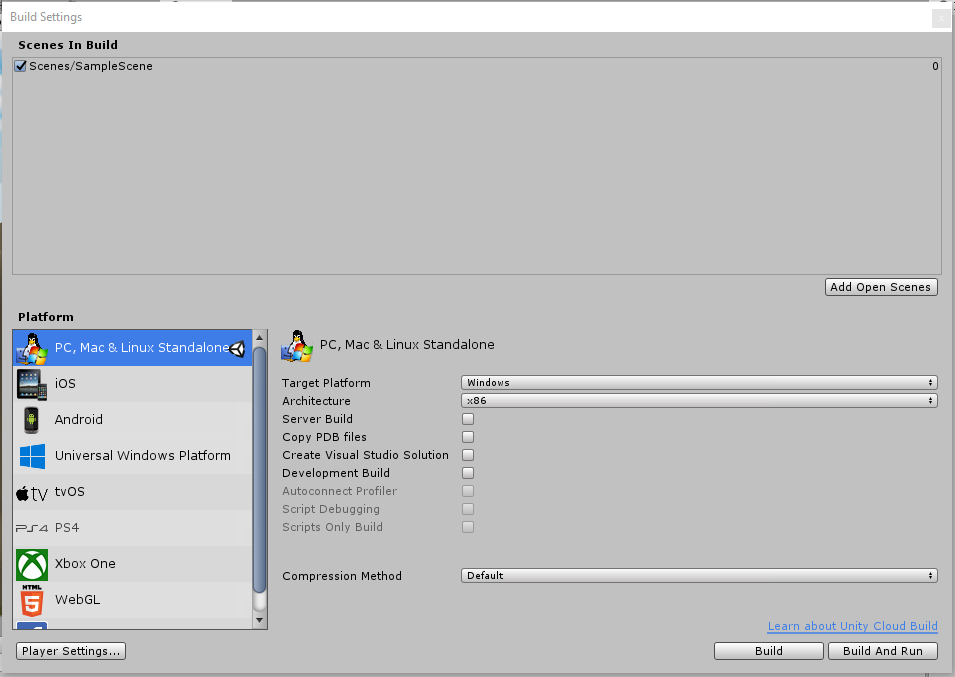 Build Settings
Scenes In Build
Scenes/SampleScene 0
Add Open Scenes
Platform
PC, Mac & Linux Standalone
iOS
Android
Universal Windows Platform
tv tvOS
PS4 PS4
Xbox One
HTML
5 WebGL
PC, Mac & Linux Standalone
Target Platform Windows
Architecture x86
Server Build
Copy PDB files
Create Visual Studio Solution
Development Build
Autoconnect Profiler
Script Debugging
Scripts Only Build
Compression Method Default
Learn about Unity Cloud Build
Player Settings... Build Build And Run